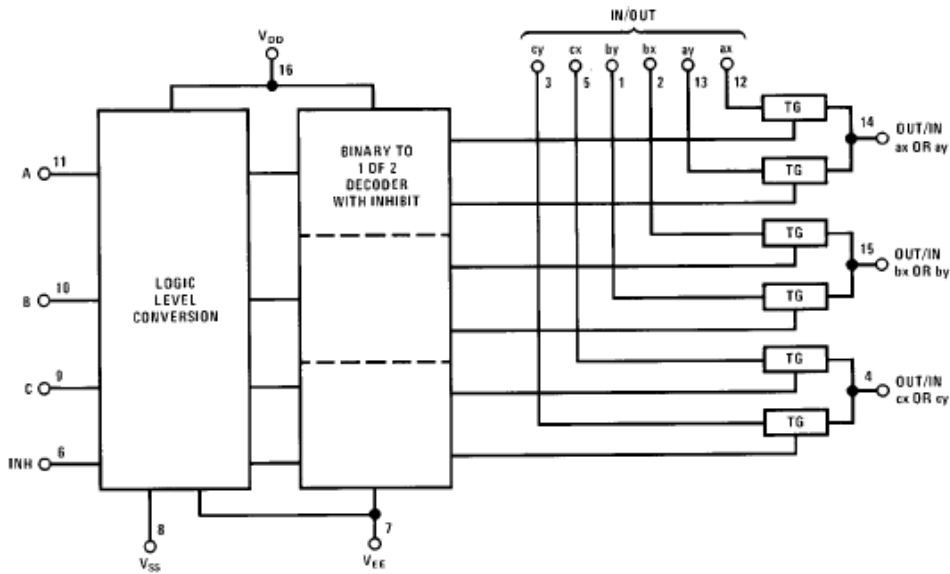 IN/OUT
VDD
16
cy cx by bx ay ax
3 5 1 2 13 12
TG
14
OUT/IN
ax OR ay
A 11
BINARY TO
1 OF 2
DECODER
WITH INHIBIT
TG
TG
15
OUT/IN
bx OR by
B 10
LOGIC
LEVEL
CONVERSION
TG
TG
4
OUT/IN
cx OR cy
C 9
TG
INH 6
8
VSS
7
VEE